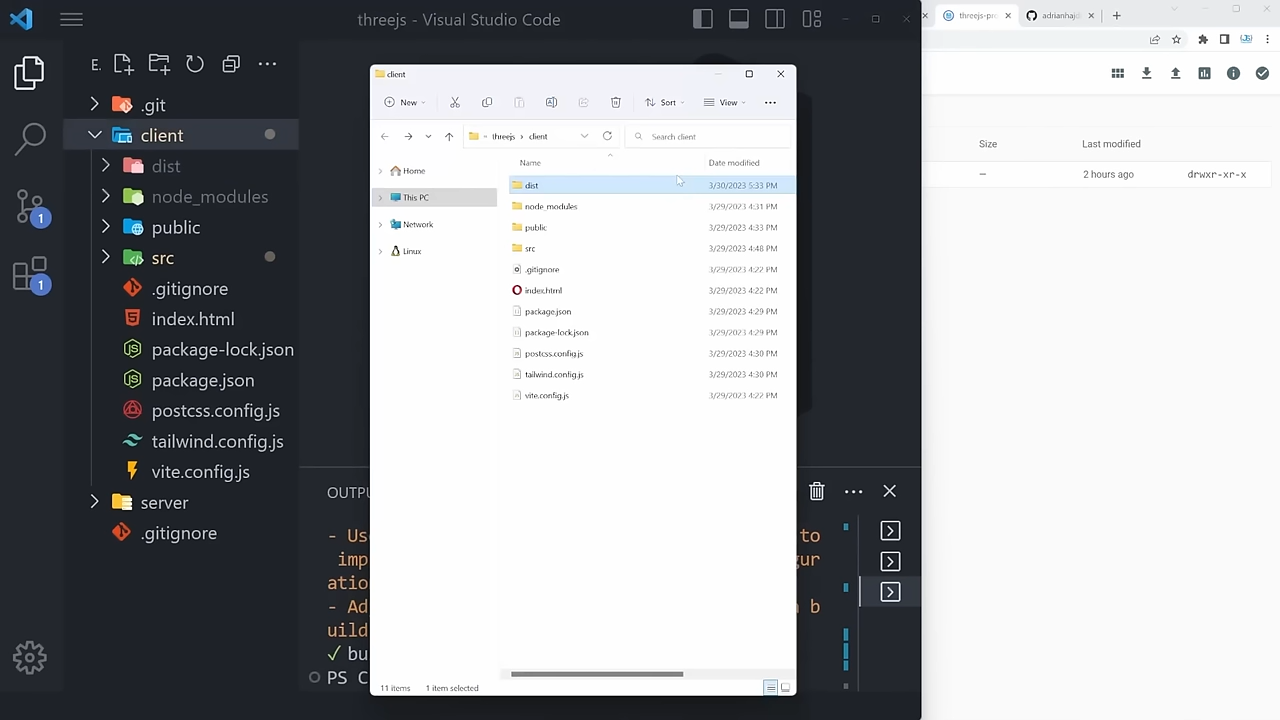 threejs - Visual Studio Code
threejs-pro
adrianhajd
E.
.git
client
dist
node_modules
public
src
.gitignore
index.html
package-lock.json
package.json
postcss.config.js
tailwind.config.js
vite.config.js
server
.gitignore
1
1
client
New
Sort
View
threejs > client
Search client
Home
This PC
Network
Linux
Name Date modified
dist 3/30/2023 5:33 PM
node_modules 3/29/2023 4:31 PM
public 3/29/2023 4:33 PM
src 3/29/2023 4:48 PM
.gitignore 3/29/2023 4:22 PM
index.html 3/29/2023 4:22 PM
package.json 3/29/2023 4:29 PM
package-lock.json 3/29/2023 4:29 PM
postcss.config.js 3/29/2023 4:30 PM
tailwind.config.js 3/29/2023 4:30 PM
vite.config.js 3/29/2023 4:22 PM
11 items 1 item selected
OUTPU
- Us to
imp gur
ation
- Ad b
uild
✓ bu
PS C
Size Last modified
– 2 hours ago drwxr-xr-x